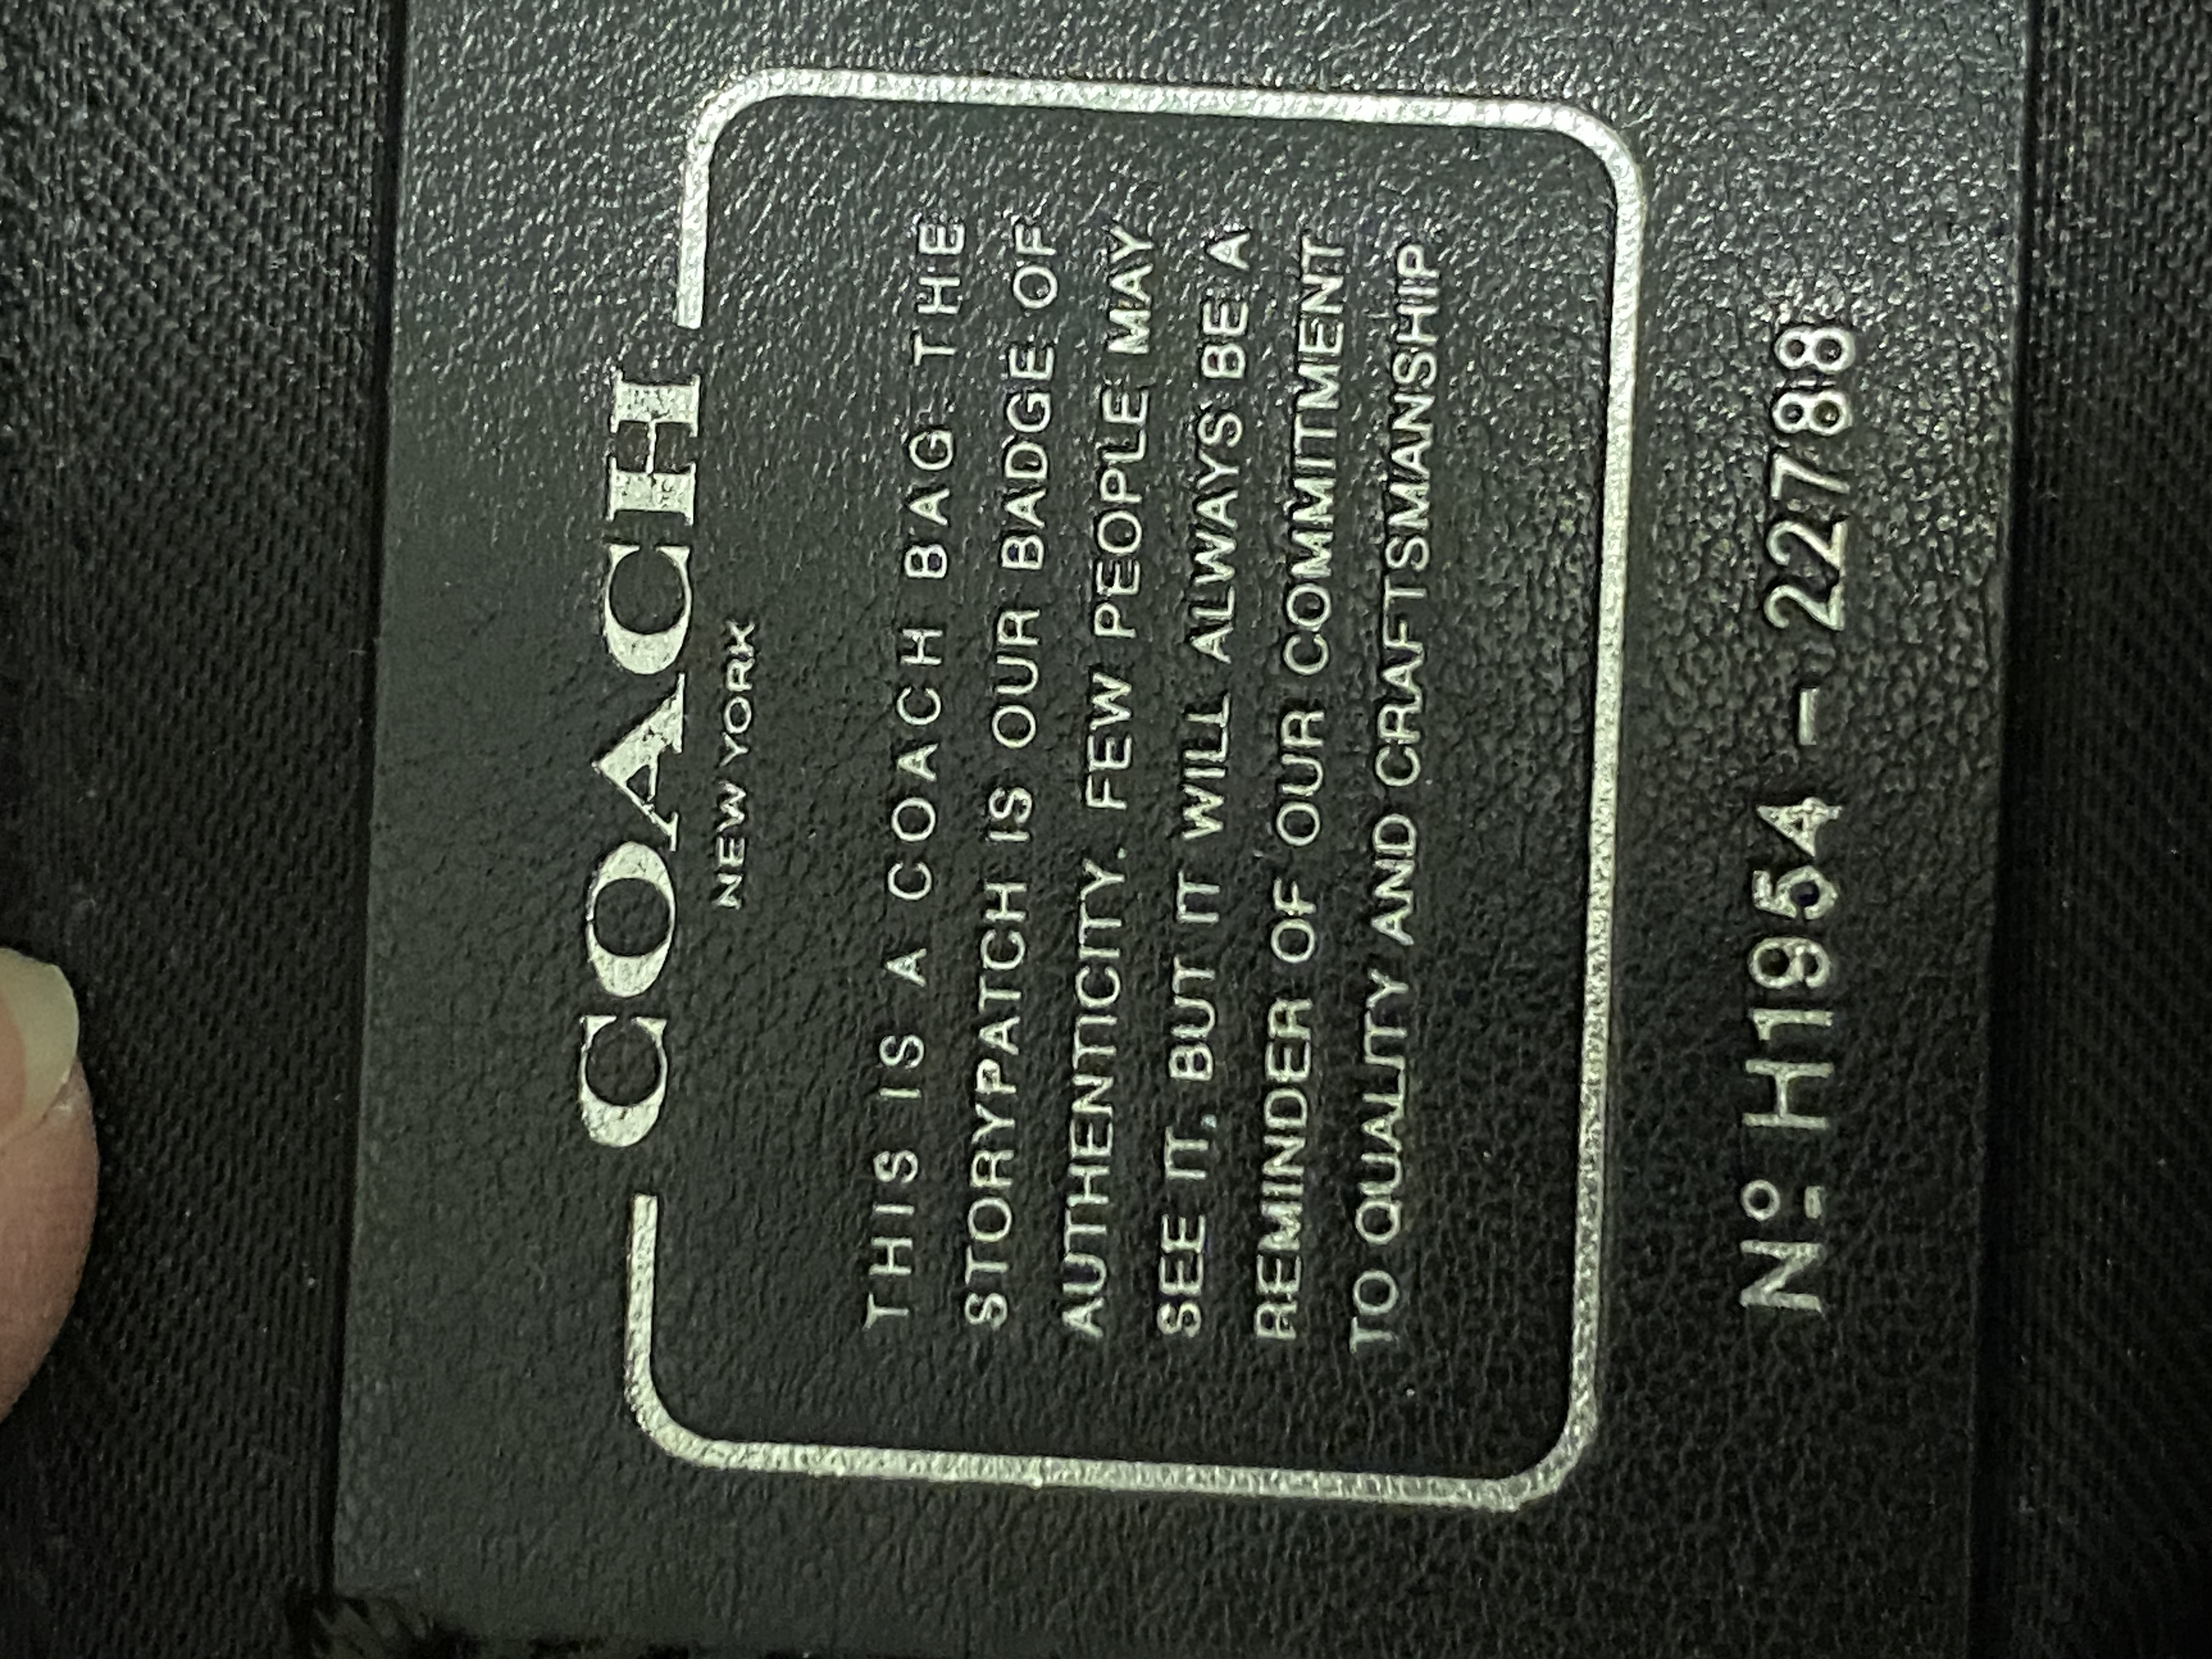 COACH
NEW YORK
THIS IS A COACH BAG. THE
STORYPATCH IS OUR BADGE OF
AUTHENTICITY. FEW PEOPLE MAY
SEE IT, BUT IT WILL ALWAYS BE A
REMINDER OF OUR COMMITMENT
TO QUALITY AND CRAFTSMANSHIP
Nº H1954 - 22788